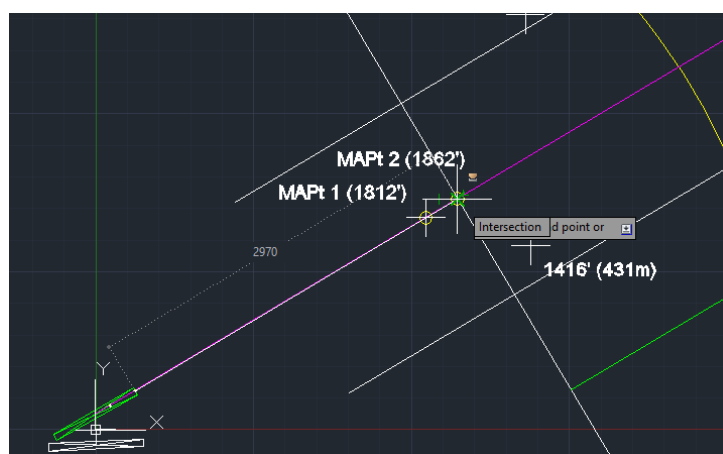 MAPt 2 (1862')
MAPt 1 (1812')
Intersection d point or
2970
1416' (431m)
Y
X